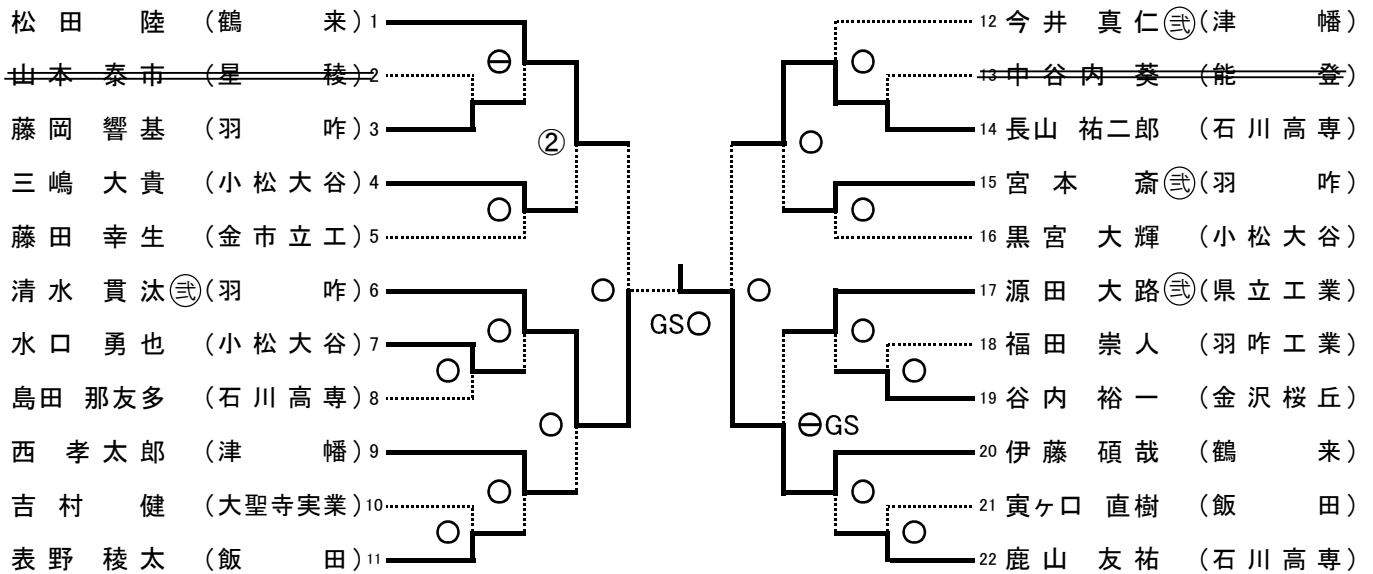 松田 陸 (鶴 来) 1
山本泰市 (星 稜) 2
藤岡響基 (羽 咋) 3
三嶋大貴 (小松大谷) 4
藤田幸生 (金市立工) 5
清水貫汰㊁(羽 咋) 6
水口勇也 (小松大谷) 7
島田 那友多 (石川高専) 8
西 孝太郎 (津 幡) 9
吉村 健 (大聖寺実業) 10
表野稜太 (飯 田) 11
②
GS
GS
12 今井真仁 弐 (津 幡)
13 中谷内 葵 (能 登)
14 長山 祐二郎 (石川高専)
15 宮本 斎 弐 (羽 咋)
16 黒宮大輝 (小松大谷)
17 源田大路 弐 (県立工業)
18 福田崇人 (羽咋工業)
19 谷内裕一 (金沢桜丘)
20 伊藤碩哉 (鶴 来)
21 寅ヶ口 直樹 (飯 田)
22 鹿山友祐 (石川高専)